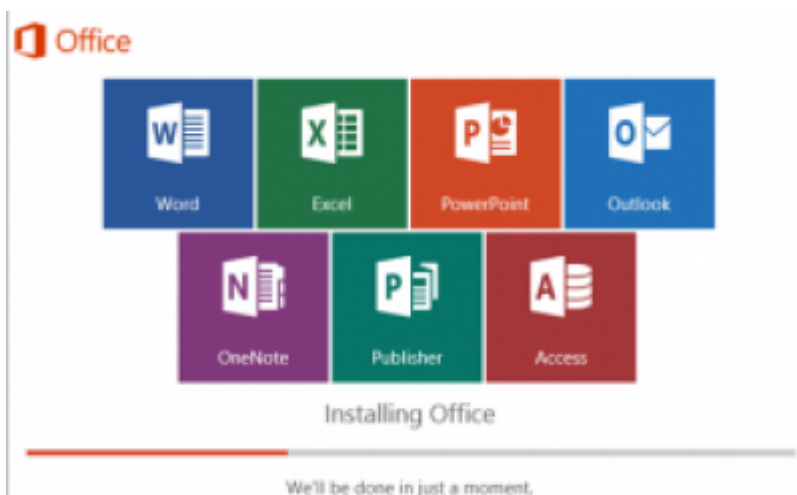 Office
W X P O
Word Excel PowerPoint Outlook
N P A
OneNote Publisher Access
Installing Office
We'll be done in just a moment.